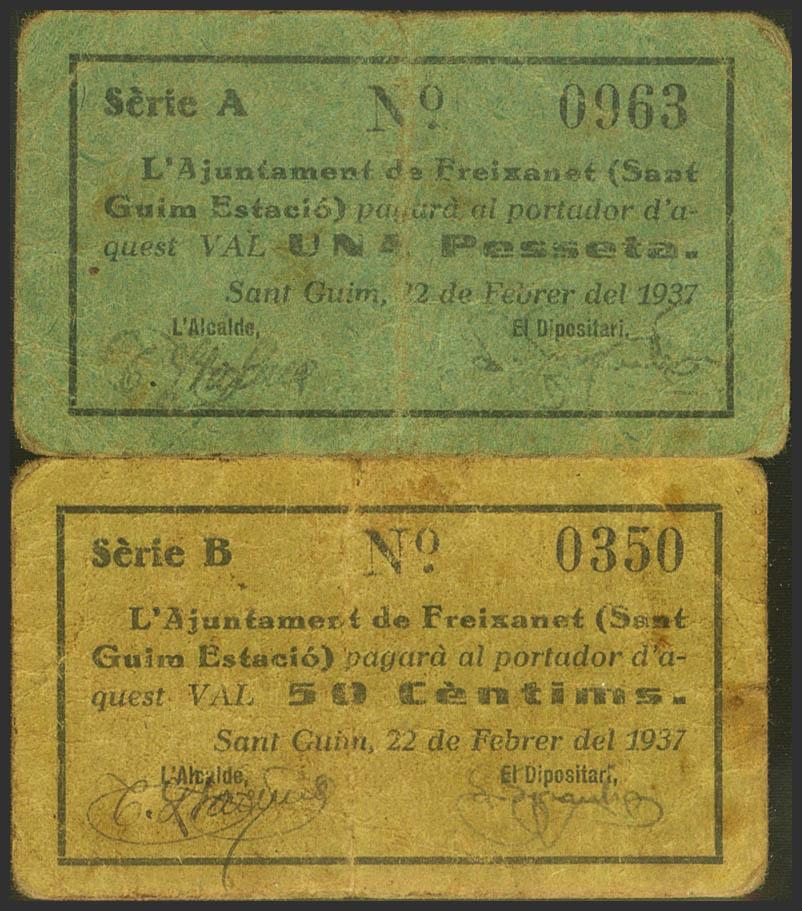 Sèrie A Nº 0963
L'Ajuntament de Freixanet (Sant
Guim Estació) pagarà al portador d'a-
quest VAL UNA Pesseta.
Sant Guim, 22 de Febrer del 1937
L'Alcalde, El Dipositari,
Sèrie B Nº 0350
L'Ajuntament de Freixanet (Sant
Guim Estació) pagarà al portador d'a-
quest VAL 50 Cèntims.
Sant Guim, 22 de Febrer del 1937
L'Alcalde, El Dipositari,